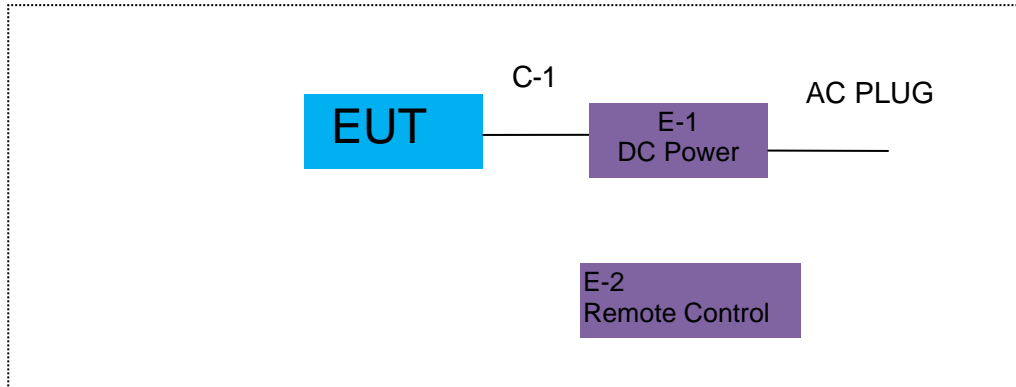 C-1
AC PLUG
EUT
E-1
DC Power
E-2
Remote Control